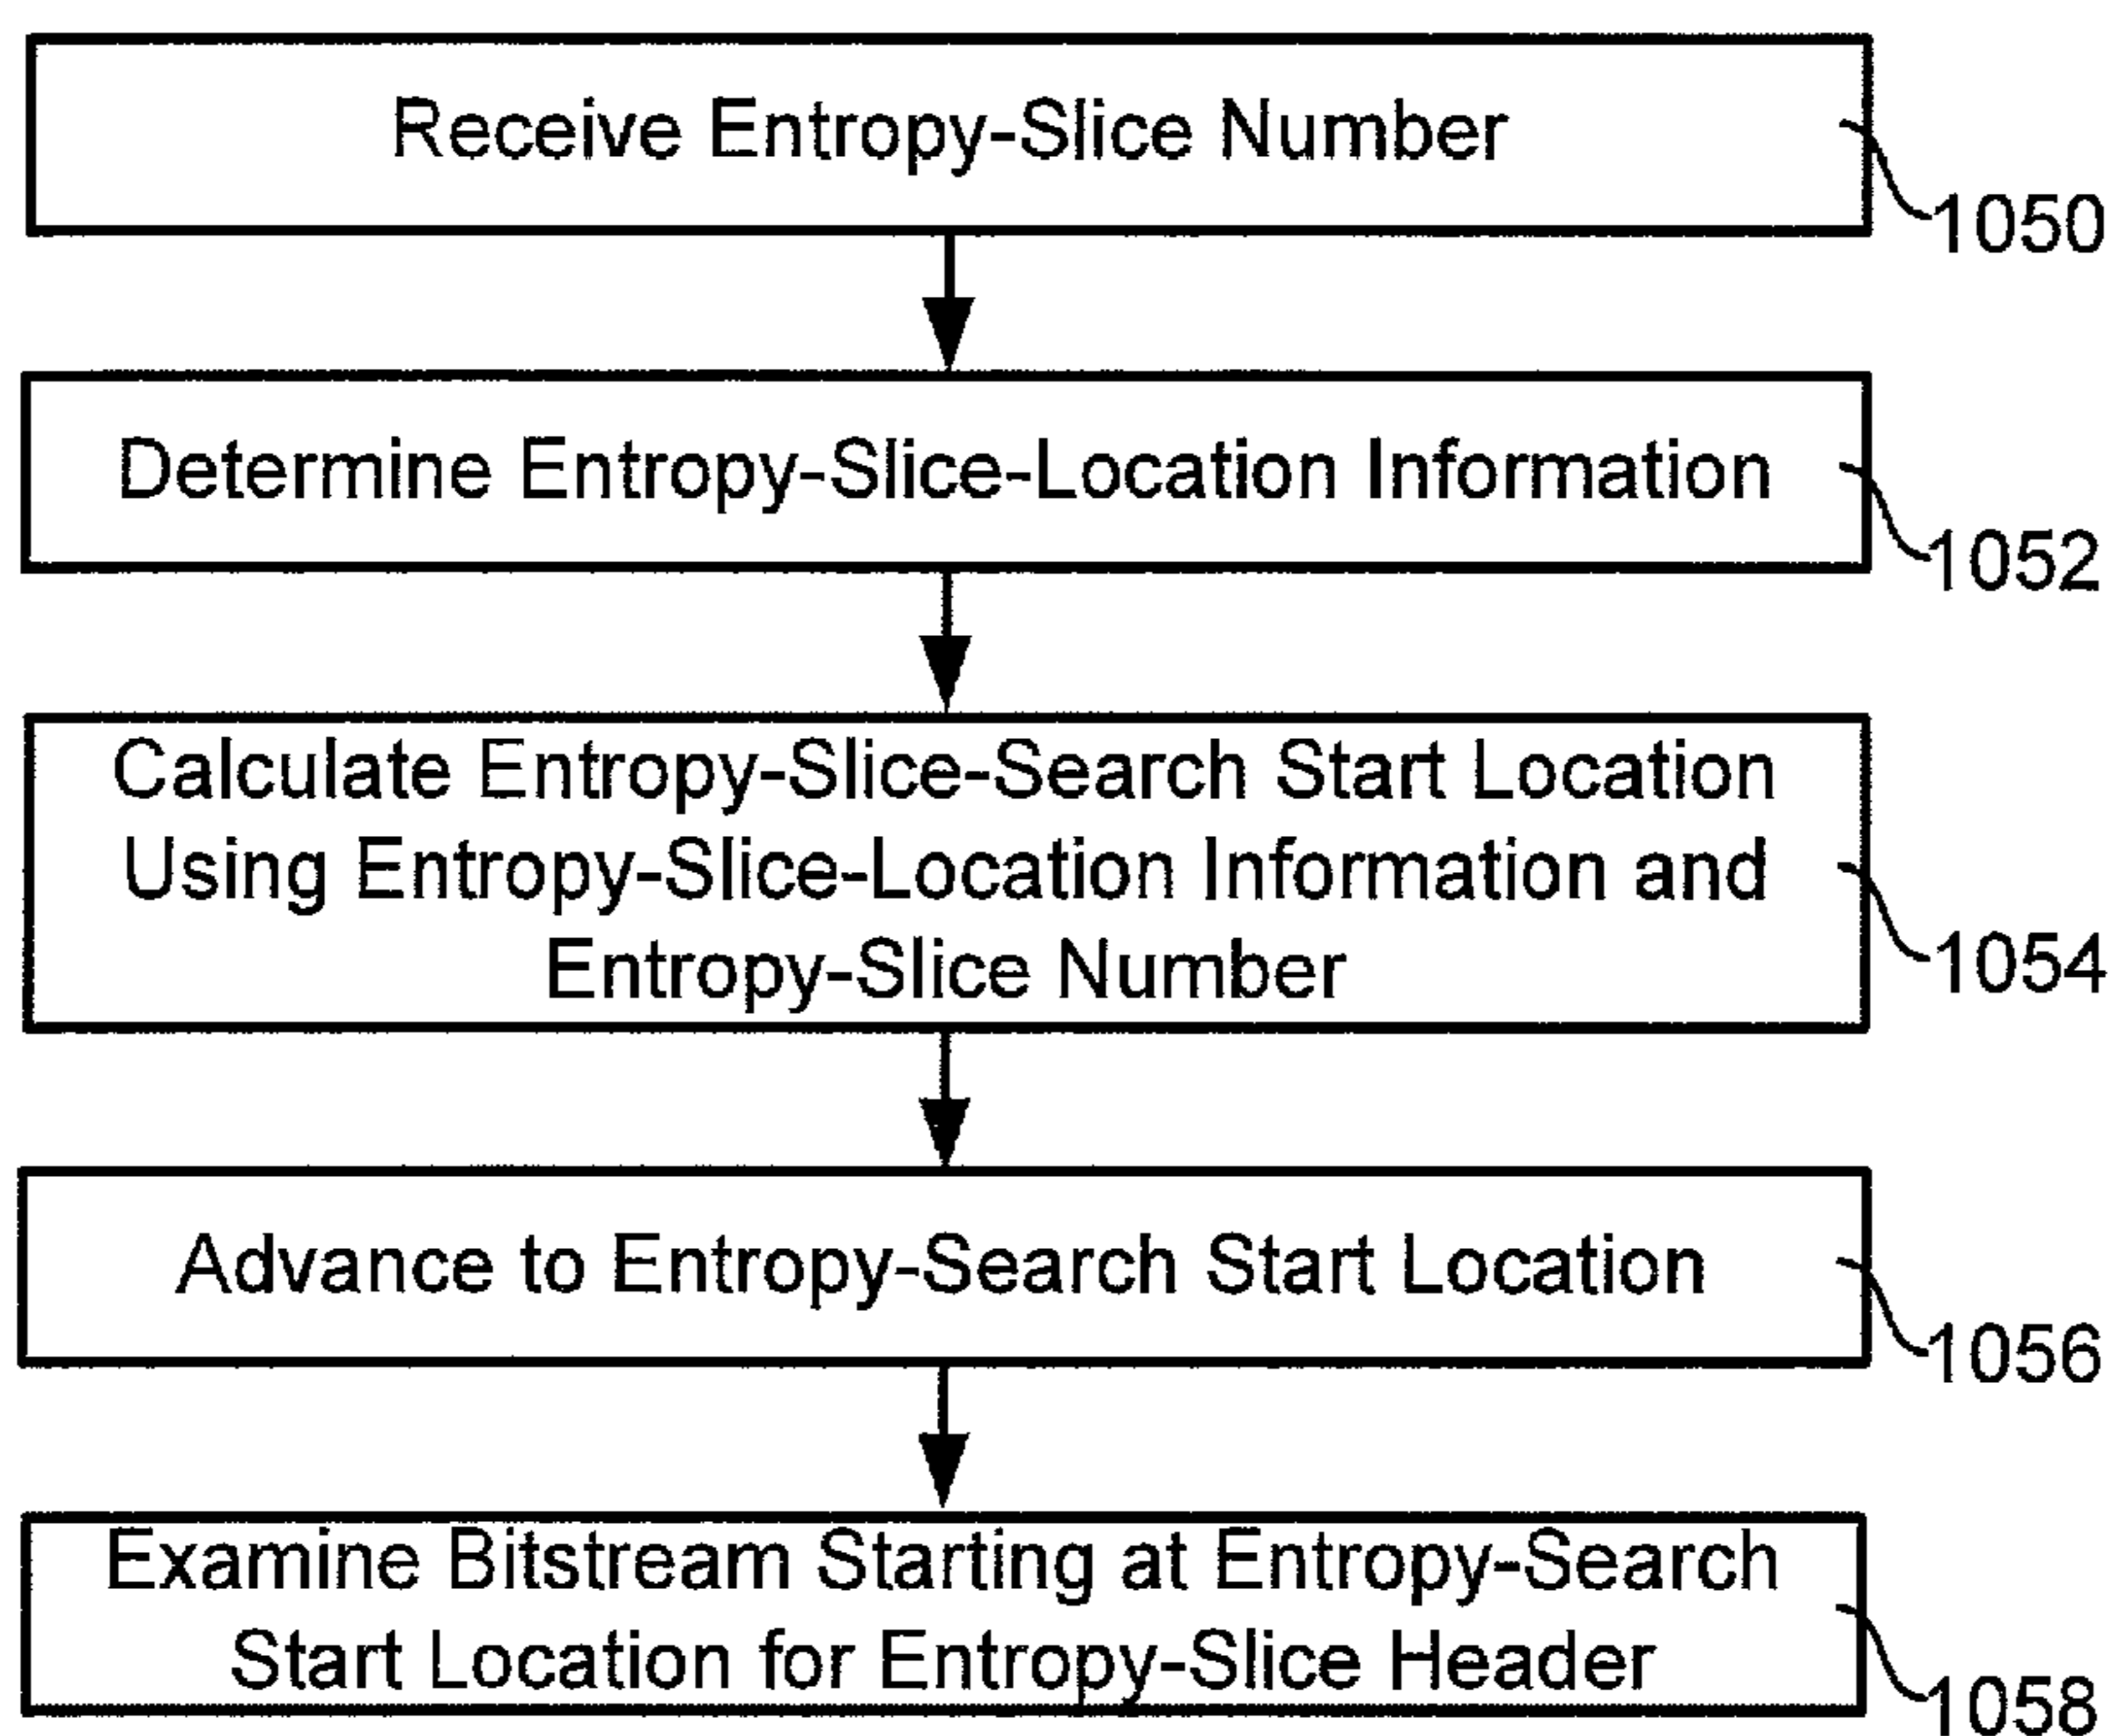 Receive Entropy-Slice Number
1050
Determine Entropy-Slice-Location Information
1052
Calculate Entropy-Slice-Search Start Location
Using Entropy-Slice-Location Information and
Entropy-Slice Number
1054
Advance to Entropy-Search Start Location
1056
Examine Bitstream Starting at Entropy-Search
Start Location for Entropy-Slice Header
1058